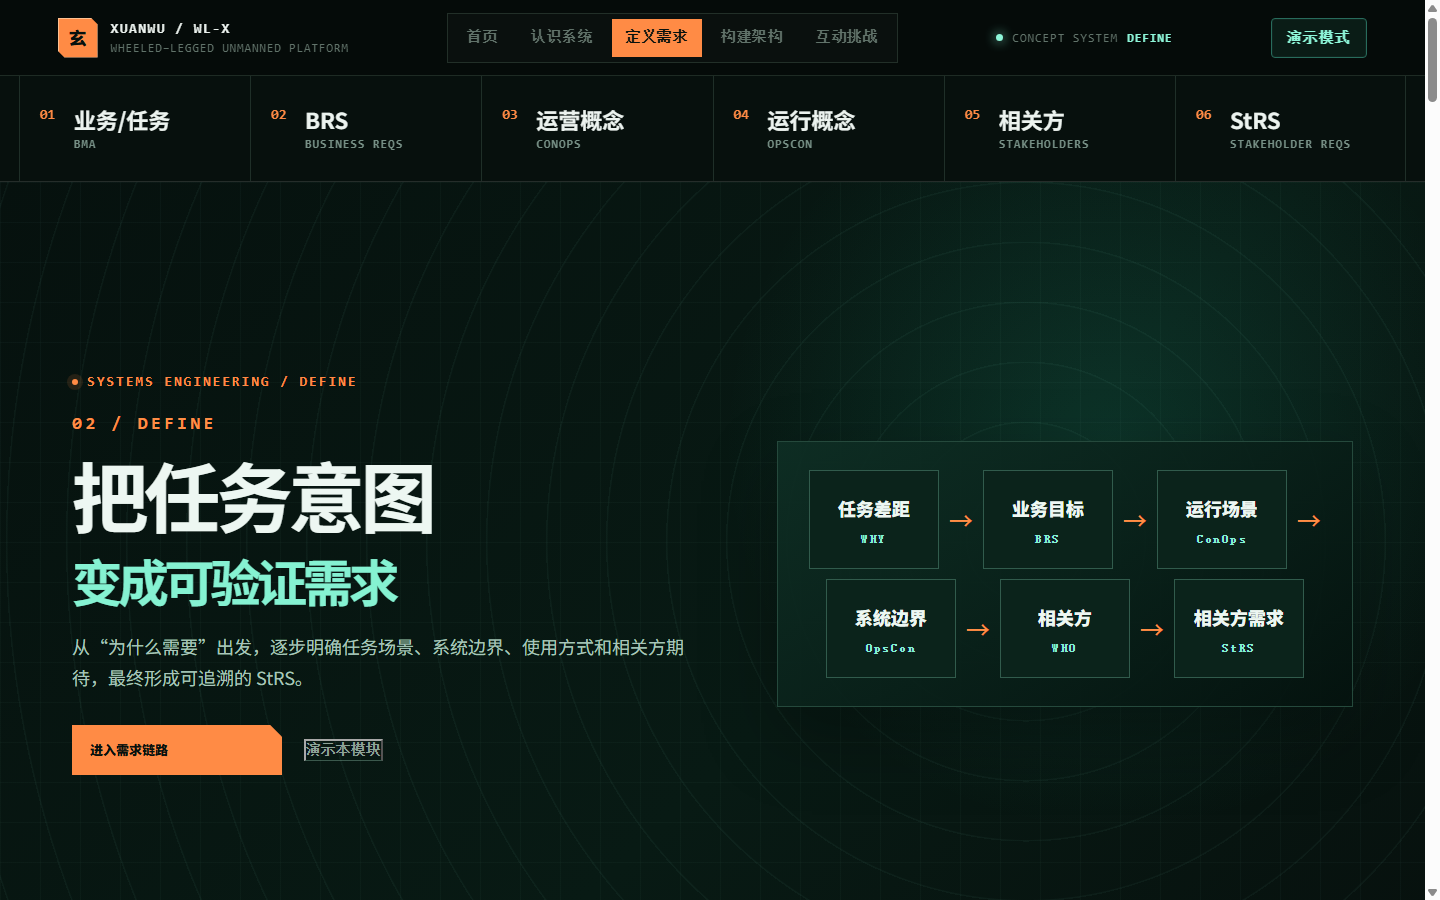 玄
XUANWU / WL-X
WHEELED-LEGGED UNMANNED PLATFORM
首页
认识系统
定义需求
构建架构
互动挑战
CONCEPT SYSTEM DEFINE
演示模式
01 业务/任务
BMA
02 BRS
BUSINESS REQS
03 运营概念
CONOPS
04 运行概念
OPSCON
05 相关方
STAKEHOLDERS
06 StRS
STAKEHOLDER REQS
SYSTEMS ENGINEERING / DEFINE
02 / DEFINE
把任务意图
变成可验证需求
从“为什么需要”出发，逐步明确任务场景、系统边界、使用方式和相关方期
待，最终形成可追溯的 StRS。
进入需求链路
演示本模块
任务差距
WHY
→
业务目标
BRS
→
运行场景
ConOps
→
系统边界
OpsCon
→
相关方
WHO
→
相关方需求
StRS